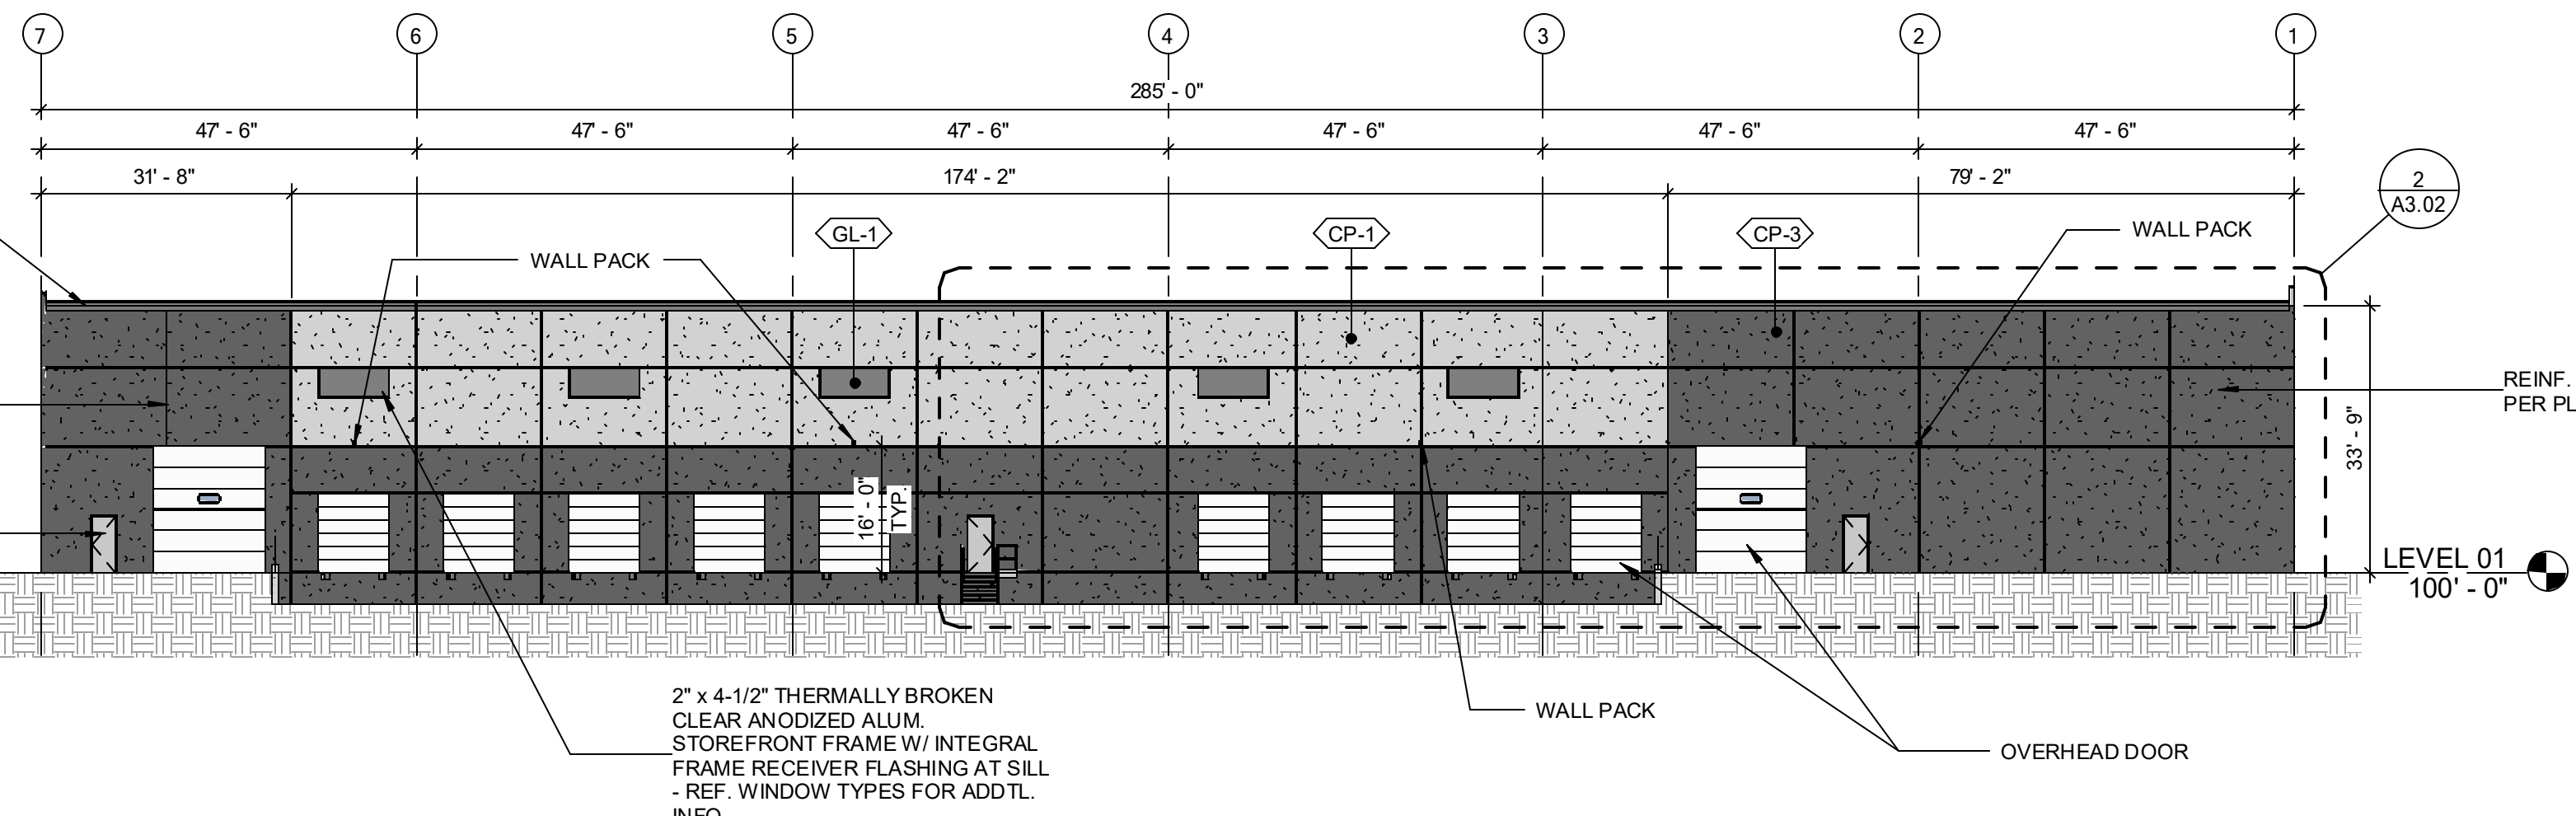 7 6 5 4 3 2 1
285' - 0"
47' - 6" 47' - 6" 47' - 6" 47' - 6" 47' - 6" 47' - 6"
31' - 8" 174' - 2" 79' - 2"
2
A3.02
GL-1 CP-1 CP-3
WALL PACK
WALL PACK
REINF.
PER PL
33' - 9"
16' - 0"
TYP.
LEVEL 01
100' - 0"
2" x 4-1/2" THERMALLY BROKEN
CLEAR ANODIZED ALUM.
STOREFRONT FRAME W/ INTEGRAL
FRAME RECEIVER FLASHING AT SILL
- REF. WINDOW TYPES FOR ADDTL.
INFO
WALL PACK
OVERHEAD DOOR